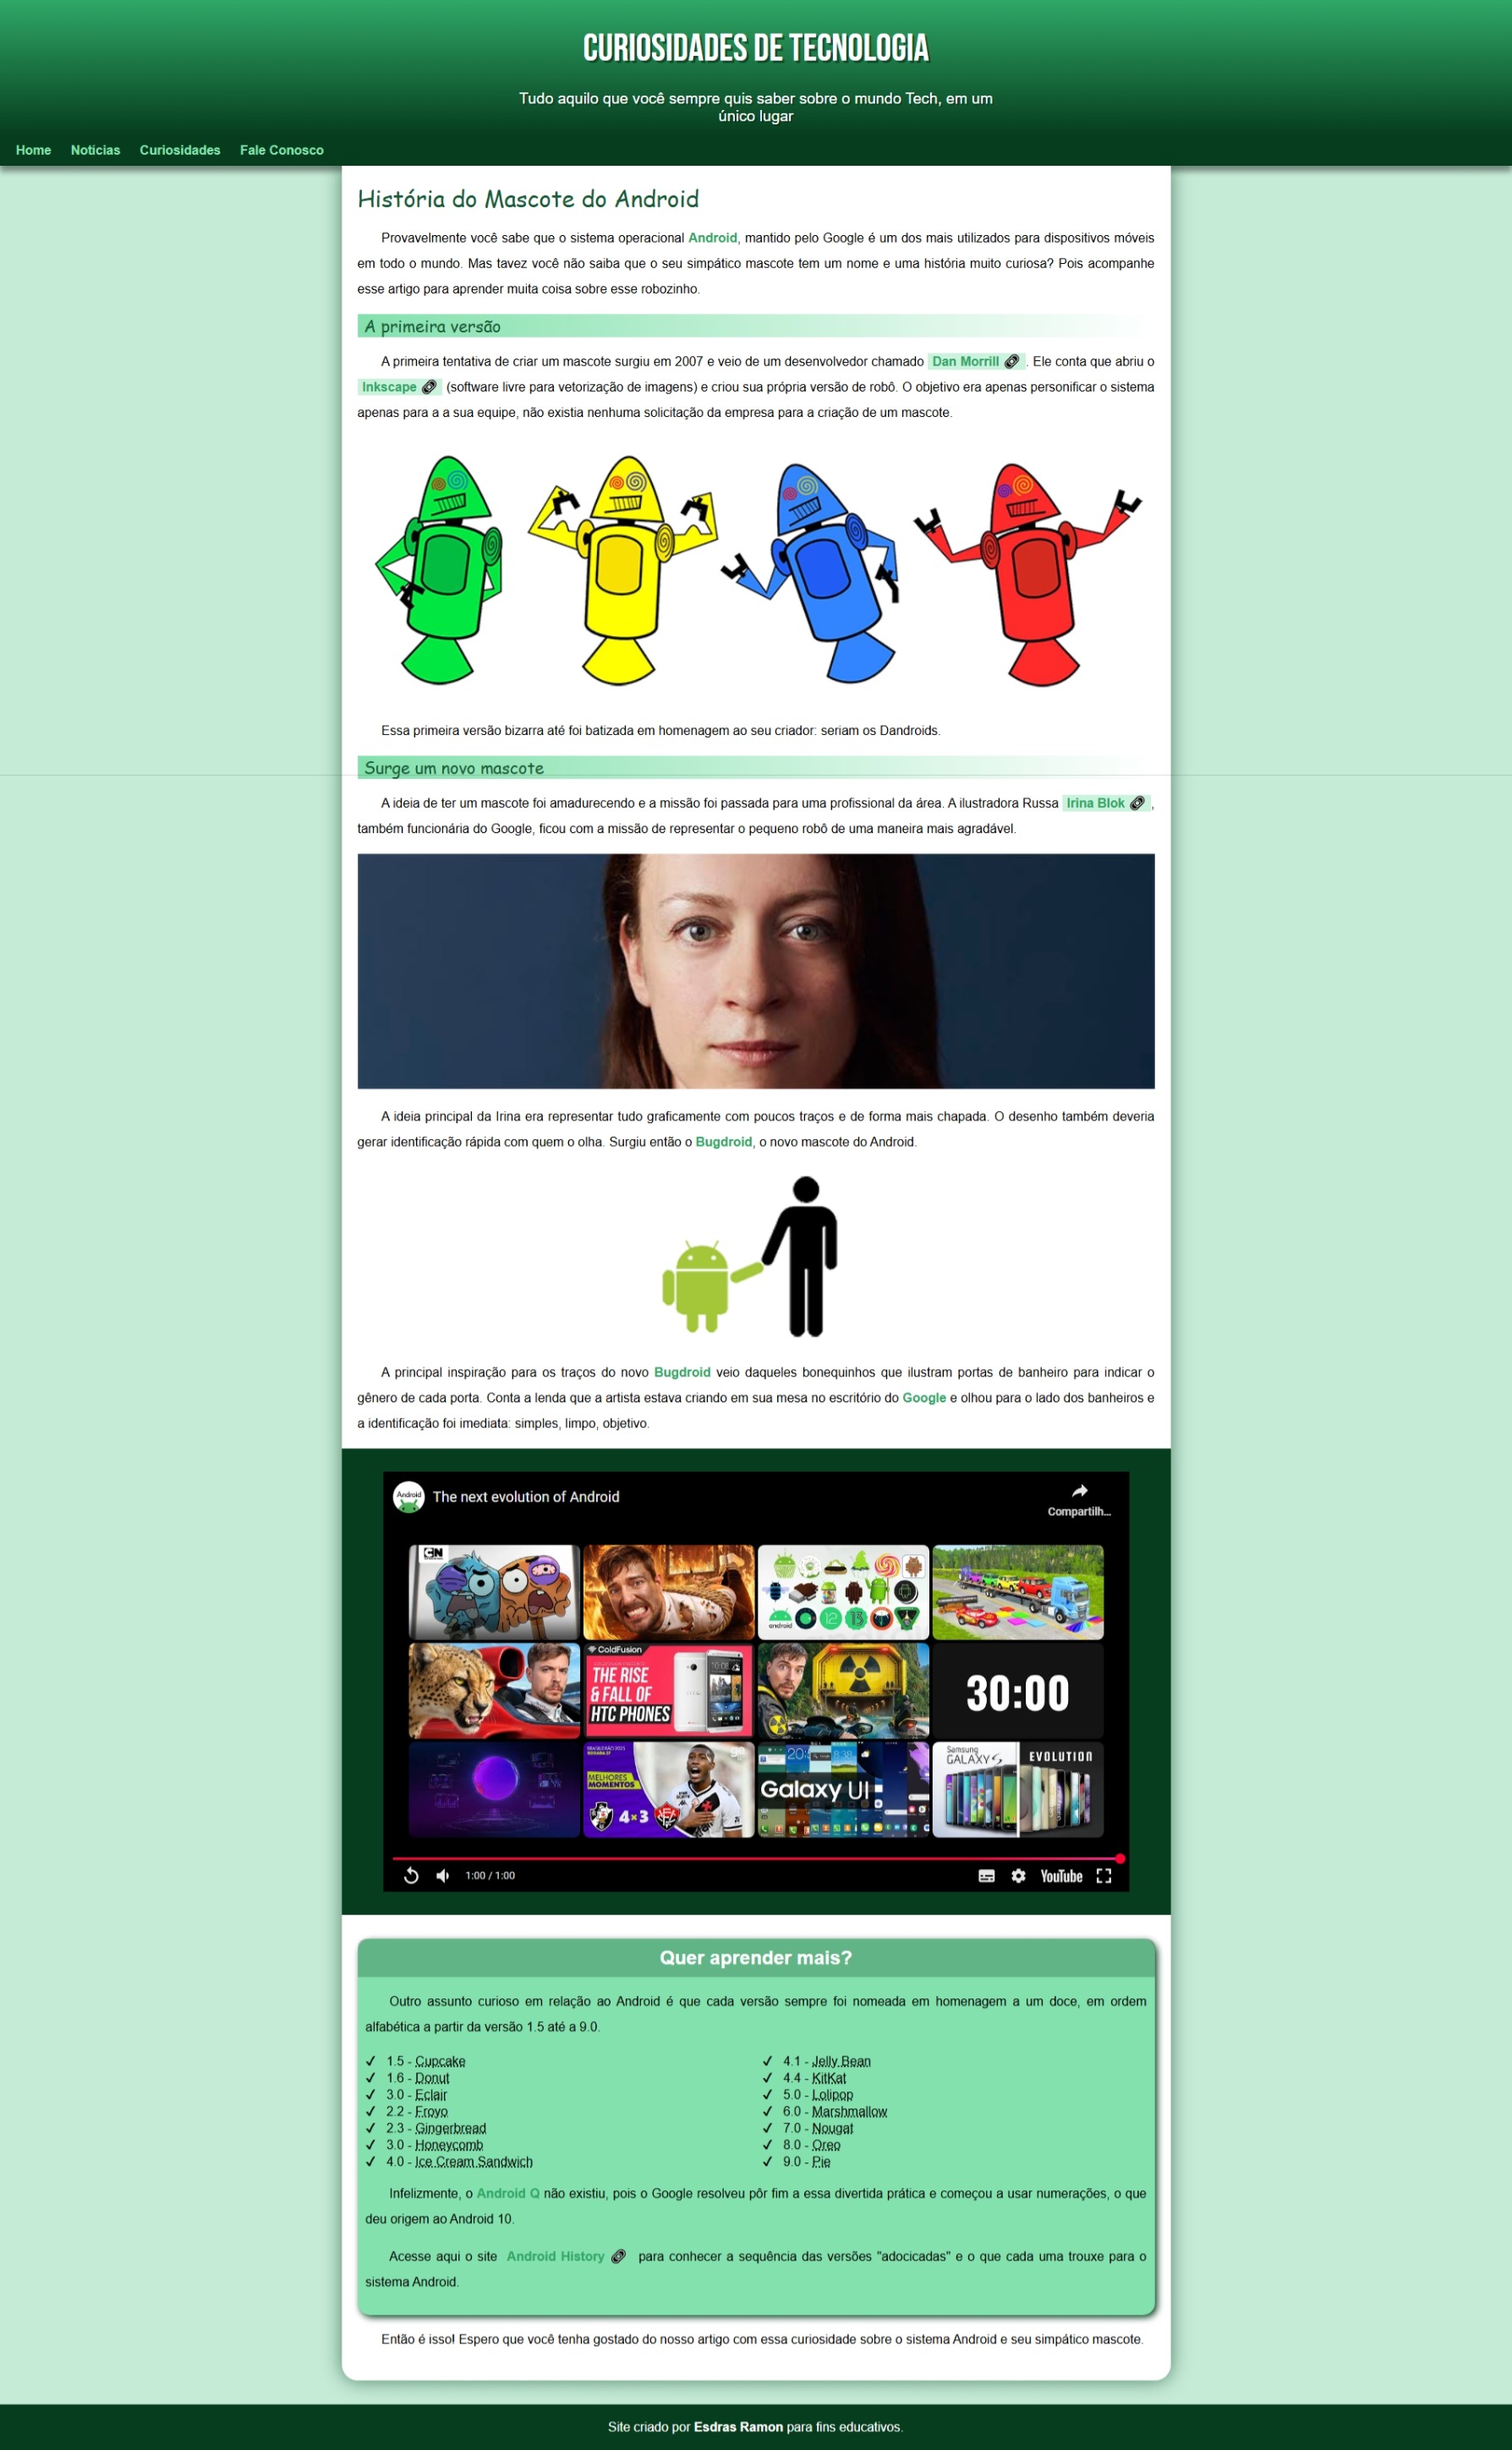 CURIOSIDADES DE TECNOLOGIA
Tudo aquilo que você sempre quis saber sobre o mundo Tech, em um
único lugar
Home Notícias Curiosidades Fale Conosco
História do Mascote do Android
Provavelmente você sabe que o sistema operacional Android, mantido pelo Google é um dos mais utilizados para dispositivos móveis
em todo o mundo. Mas tavez você não saiba que o seu simpático mascote tem um nome e uma história muito curiosa? Pois acompanhe
esse artigo para aprender muita coisa sobre esse robozinho.
A primeira versão
A primeira tentativa de criar um mascote surgiu em 2007 e veio de um desenvolvedor chamado Dan Morrill . Ele conta que abriu o
Inkscape (software livre para vetorização de imagens) e criou sua própria versão de robô. O objetivo era apenas personificar o sistema
apenas para a a sua equipe, não existia nenhuma solicitação da empresa para a criação de um mascote.
Essa primeira versão bizarra até foi batizada em homenagem ao seu criador: seriam os Dandroids.
Surge um novo mascote
A ideia de ter um mascote foi amadurecendo e a missão foi passada para uma profissional da área. A ilustradora Russa Irina Blok ,
também funcionária do Google, ficou com a missão de representar o pequeno robô de uma maneira mais agradável.
A ideia principal da Irina era representar tudo graficamente com poucos traços e de forma mais chapada. O desenho também deveria
gerar identificação rápida com quem o olha. Surgiu então o Bugdroid, o novo mascote do Android.
A principal inspiração para os traços do novo Bugdroid veio daqueles bonequinhos que ilustram portas de banheiro para indicar o
gênero de cada porta. Conta a lenda que a artista estava criando em sua mesa no escritório do Google e olhou para o lado dos banheiros e
a identificação foi imediata: simples, limpo, objetivo.
Android
The next evolution of Android
Compartilh...
CN
android 12 13
ColdFusion
THE RISE
& FALL OF
HTC PHONES
30:00
MELHORES
MOMENTOS
4×3
Galaxy UI
Samsung
GALAXY S EVOLUTION
1:00 / 1:00
YouTube
Quer aprender mais?
Outro assunto curioso em relação ao Android é que cada versão sempre foi nomeada em homenagem a um doce, em ordem
alfabética a partir da versão 1.5 até a 9.0.
✓ 1.5 - Cupcake
✓ 1.6 - Donut
✓ 3.0 - Eclair
✓ 2.2 - Froyo
✓ 2.3 - Gingerbread
✓ 3.0 - Honeycomb
✓ 4.0 - Ice Cream Sandwich
✓ 4.1 - Jelly Bean
✓ 4.4 - KitKat
✓ 5.0 - Lolipop
✓ 6.0 - Marshmallow
✓ 7.0 - Nougat
✓ 8.0 - Oreo
✓ 9.0 - Pie
Infelizmente, o Android Q não existiu, pois o Google resolveu pôr fim a essa divertida prática e começou a usar numerações, o que
deu origem ao Android 10.
Acesse aqui o site Android History para conhecer a sequência das versões "adocicadas" e o que cada uma trouxe para o
sistema Android.
Então é isso! Espero que você tenha gostado do nosso artigo com essa curiosidade sobre o sistema Android e seu simpático mascote.
Site criado por Esdras Ramon para fins educativos.